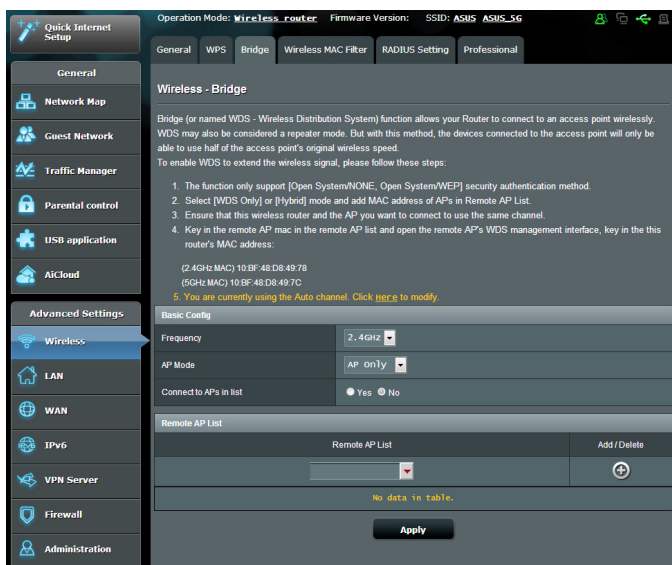 Quick Internet Setup
Operation Mode: Wireless router Firmware Version: SSID: ASUS ASUS_5G
General WPS Bridge Wireless MAC Filter RADIUS Setting Professional
General
Network Map
Guest Network
Traffic Manager
Parental control
USB application
AiCloud
Advanced Settings
Wireless
LAN
WAN
IPv6
VPN Server
Firewall
Administration
Wireless - Bridge
Bridge (or named WDS - Wireless Distribution System) function allows your Router to connect to an access point wirelessly.
WDS may also be considered a repeater mode. But with this method, the devices connected to the access point will only be
able to use half of the access point's original wireless speed.
To enable WDS to extend the wireless signal, please follow these steps:
1. The function only support [Open System/NONE, Open System/WEP] security authentication method.
2. Select [WDS Only] or [Hybrid] mode and add MAC address of APs in Remote AP List.
3. Ensure that this wireless router and the AP you want to connect to use the same channel.
4. Key in the remote AP mac in the remote AP list and open the remote AP's WDS management interface, key in the this
router's MAC address:
(2.4GHz MAC) 10:BF:48:D8:49:78
(5GHz MAC) 10:BF:48:D8:49:7C
5. You are currently using the Auto channel. Click Here to modify.
Basic Config
Frequency 2.4GHz
AP Mode AP Only
Connect to APs in list Yes No
Remote AP List
Remote AP List Add / Delete
No data in table.
Apply